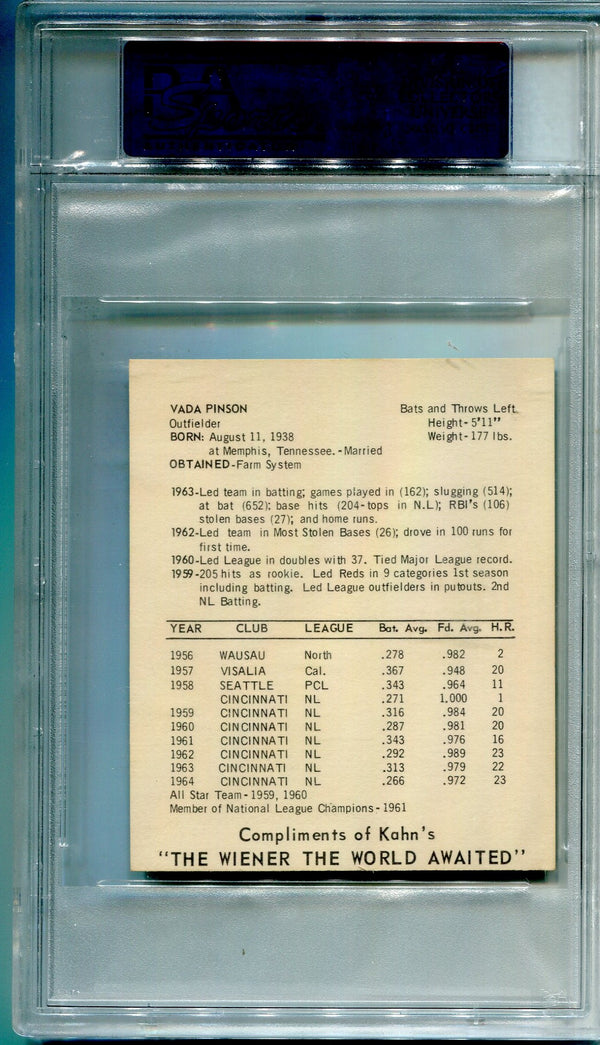 PSA
VADA PINSON Bats and Throws Left
Outfielder Height-5'11"
BORN: August 11, 1938 Weight-177 lbs.
at Memphis, Tennessee.-Married
OBTAINED-Farm System
1963-Led team in batting; games played in (162); slugging (514);
at bat (652); base hits (204-tops in N.L); RBI's (106)
stolen bases (27); and home runs.
1962-Led team in Most Stolen Bases (26); drove in 100 runs for
first time.
1960-Led League in doubles with 37. Tied Major League record.
1959-205 hits as rookie. Led Reds in 9 categories 1st season
including batting. Led League outfielders in putouts. 2nd
NL Batting.
YEAR CLUB LEAGUE Bat. Avg. Fd. Avg. H.R.
1956 WAUSAU North .278 .982 2
1957 VISALIA Cal. .367 .948 20
1958 SEATTLE PCL .343 .964 11
CINCINNATI NL .271 1.000 1
1959 CINCINNATI NL .316 .984 20
1960 CINCINNATI NL .287 .981 20
1961 CINCINNATI NL .343 .976 16
1962 CINCINNATI NL .292 .989 23
1963 CINCINNATI NL .313 .979 22
1964 CINCINNATI NL .266 .972 23
All Star Team-1959, 1960
Member of National League Champions-1961
Compliments of Kahn's
"THE WIENER THE WORLD AWAITED"